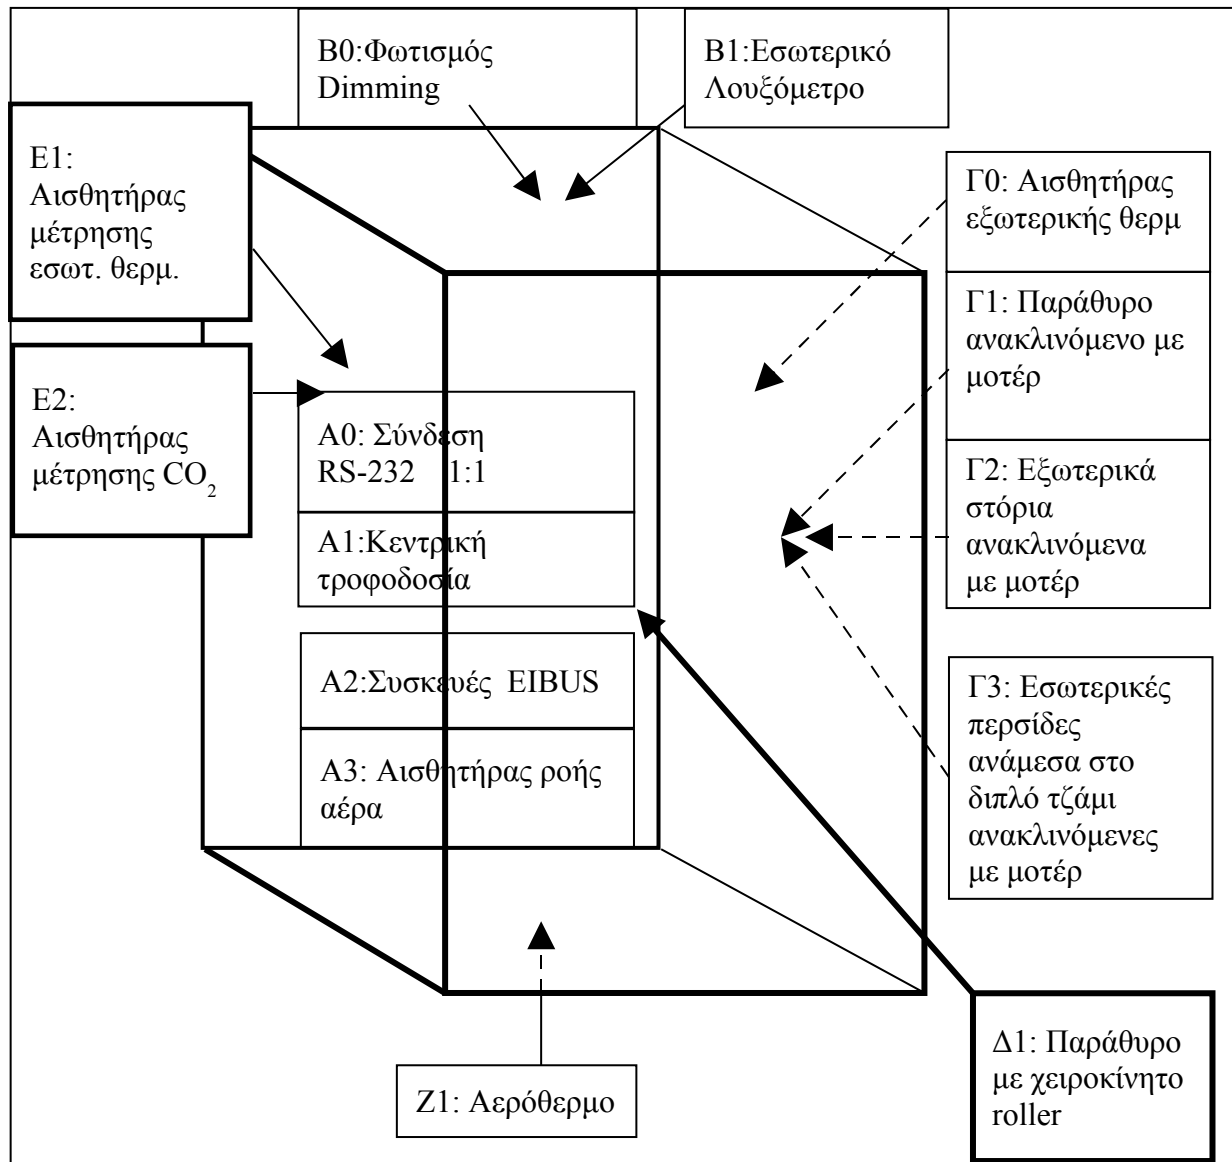 Β0:Φωτισμός
Dimming
Β1:Εσωτερικό
Λουξόμετρο
Ε1:
Αισθητήρας
μέτρησης
εσωτ. θερμ.
Γ0: Αισθητήρας
εξωτερικής θερμ
Γ1: Παράθυρο
ανακλινόμενο με
μοτέρ
Ε2:
Αισθητήρας
μέτρησης CO2
Α0: Σύνδεση
RS-232 1:1
Α1:Κεντρική
τροφοδοσία
Γ2: Εξωτερικά
στόρια
ανακλινόμενα
με μοτέρ
Α2:Συσκευές EIBUS
Α3: Αισθητήρας ροής
αέρα
Γ3: Εσωτερικές
περσίδες
ανάμεσα στο
διπλό τζάμι
ανακλινόμενες
με μοτέρ
Ζ1: Αερόθερμο
Δ1: Παράθυρο
με χειροκίνητο
roller